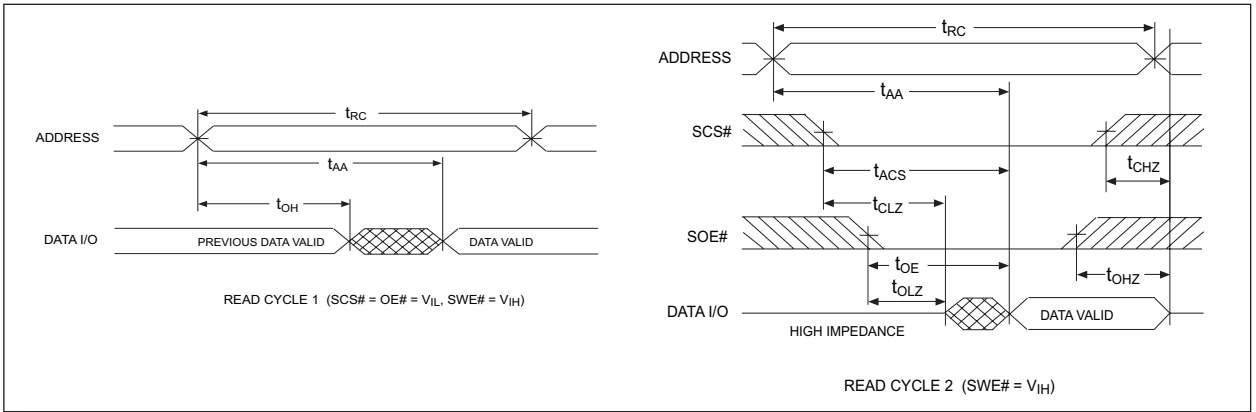 tRC
ADDRESS
tAA
tOH
DATA I/O
PREVIOUS DATA VALID
DATA VALID
READ CYCLE 1 (SCS# = OE# = VIL, SWE# = VIH)
tRC
ADDRESS
tAA
SCS#
tCHZ
tACS
tCLZ
SOE#
tOE
tOHZ
tOLZ
DATA I/O
DATA VALID
HIGH IMPEDANCE
READ CYCLE 2 (SWE# = VIH)